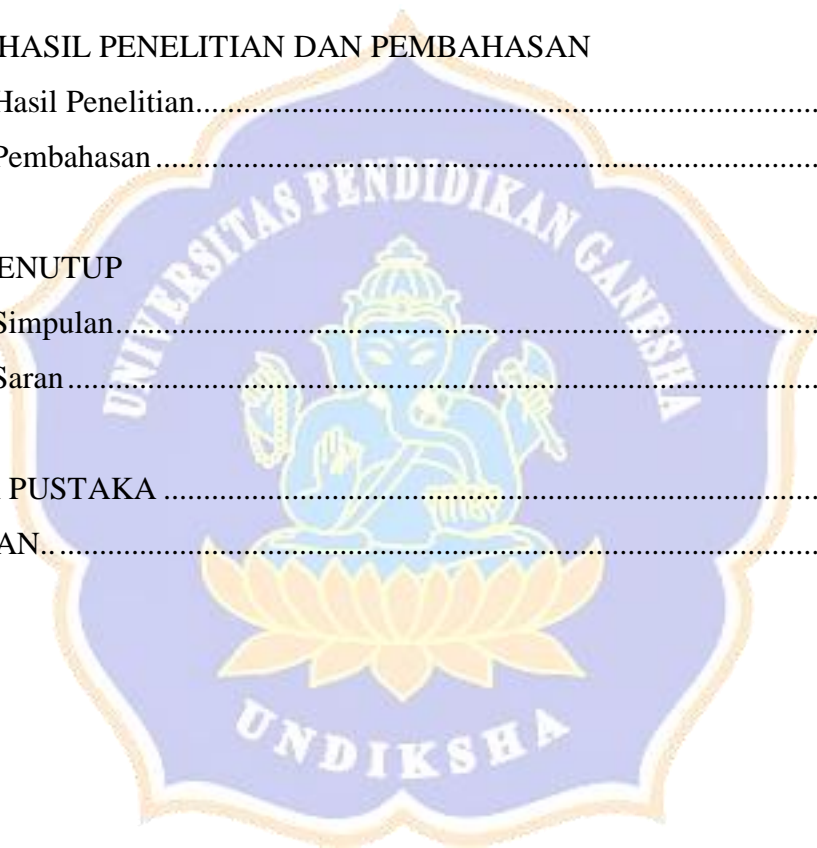 HASIL PENELITIAN DAN PEMBAHASAN
Hasil Penelitian.....................................................................................
Pembahasan..........................................................................................
ENUTUP
Simpulan..............................................................................................
Saran....................................................................................................
PUSTAKA..........................................................................................
AN.. ....................................................................................................
UNIVERSITAS PENDIDIKAN GANESHA
UNDIKSHA